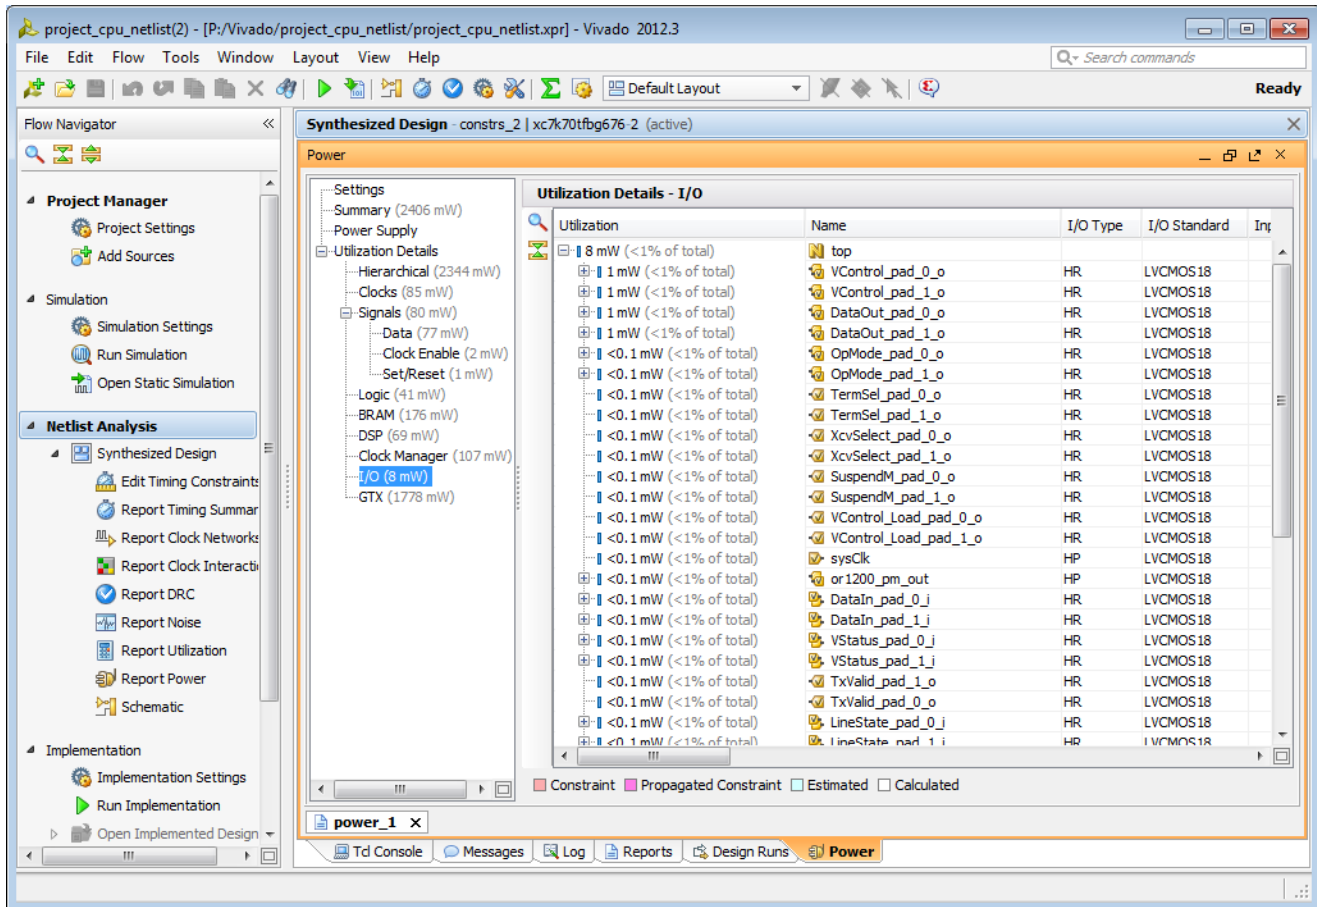 project_cpu_netlist(2) - [P:/Vivado/project_cpu_netlist/project_cpu_netlist.xpr] - Vivado 2012.3
File Edit Flow Tools Window Layout View Help
Search commands
Default Layout
Ready
Flow Navigator
Project Manager
Project Settings
Add Sources
Simulation
Simulation Settings
Run Simulation
Open Static Simulation
Netlist Analysis
Synthesized Design
Edit Timing Constraints
Report Timing Summar
Report Clock Networks
Report Clock Interacti
Report DRC
Report Noise
Report Utilization
Report Power
Schematic
Implementation
Implementation Settings
Run Implementation
Open Implemented Design
Synthesized Design - constrs_2 | xc7k70tfbg676-2 (active)
Power
Settings
Summary (2406 mW)
Power Supply
Utilization Details
Hierarchical (2344 mW)
Clocks (85 mW)
Signals (80 mW)
Data (77 mW)
Clock Enable (2 mW)
Set/Reset (1 mW)
Logic (41 mW)
BRAM (176 mW)
DSP (69 mW)
Clock Manager (107 mW)
I/O (8 mW)
GTX (1778 mW)
Utilization Details - I/O
Utilization Name I/O Type I/O Standard Inp
8 mW (<1% of total) top
1 mW (<1% of total) VControl_pad_0_o HR LVCMOS18
1 mW (<1% of total) VControl_pad_1_o HR LVCMOS18
1 mW (<1% of total) DataOut_pad_0_o HR LVCMOS18
1 mW (<1% of total) DataOut_pad_1_o HR LVCMOS18
<0.1 mW (<1% of total) OpMode_pad_0_o HR LVCMOS18
<0.1 mW (<1% of total) OpMode_pad_1_o HR LVCMOS18
<0.1 mW (<1% of total) TermSel_pad_0_o HR LVCMOS18
<0.1 mW (<1% of total) TermSel_pad_1_o HR LVCMOS18
<0.1 mW (<1% of total) XcvSelect_pad_0_o HR LVCMOS18
<0.1 mW (<1% of total) XcvSelect_pad_1_o HR LVCMOS18
<0.1 mW (<1% of total) SuspendM_pad_0_o HR LVCMOS18
<0.1 mW (<1% of total) SuspendM_pad_1_o HR LVCMOS18
<0.1 mW (<1% of total) VControl_Load_pad_0_o HR LVCMOS18
<0.1 mW (<1% of total) VControl_Load_pad_1_o HR LVCMOS18
<0.1 mW (<1% of total) sysClk HP LVCMOS18
<0.1 mW (<1% of total) or1200_pm_out HP LVCMOS18
<0.1 mW (<1% of total) DataIn_pad_0_i HR LVCMOS18
<0.1 mW (<1% of total) DataIn_pad_1_i HR LVCMOS18
<0.1 mW (<1% of total) VStatus_pad_0_i HR LVCMOS18
<0.1 mW (<1% of total) VStatus_pad_1_i HR LVCMOS18
<0.1 mW (<1% of total) TxValid_pad_1_o HR LVCMOS18
<0.1 mW (<1% of total) TxValid_pad_0_o HR LVCMOS18
<0.1 mW (<1% of total) LineState_pad_0_i HR LVCMOS18
<0.1 mW (<1% of total) LineState_pad_1_i HR LVCMOS18
Constraint Propagated Constraint Estimated Calculated
power_1
Tcl Console Messages Log Reports Design Runs Power